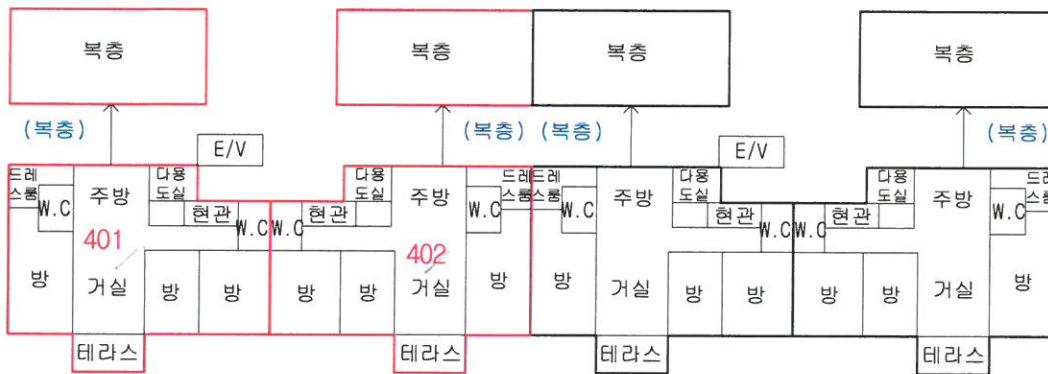 복층 복층 복층 복층
(복층) (복층) (복층) (복층)
E/V E/V
드레 다용 다용 드레 드레 다용 다용 드레
스룸 주방 도실 도실 주방 스룸 스룸 주방 도실 도실 주방 스룸
W.C 현관 현관 W.C W.C 현관 현관 W.C
W.C W.C W.C W.C
401 402
방 거실 방 방 방 방 거실 방 방 거실 방 방 방 방 거실 방
테라스 테라스 테라스 테라스